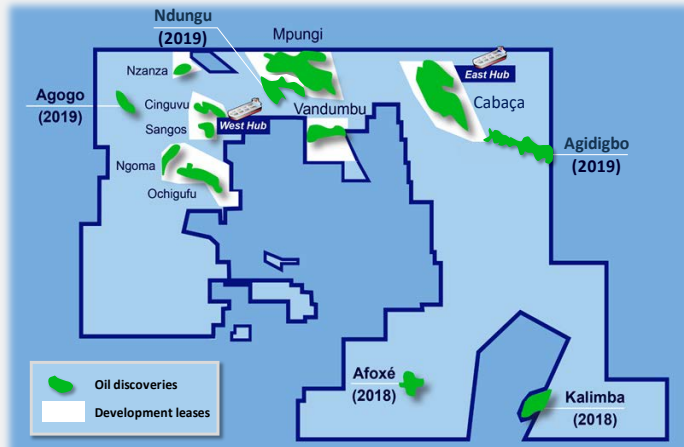 Ndungu
(2019)
Mpungi
Nzanza
East Hub
Agogo
(2019)
Cinguvu
West Hub
Vandumbu
Cabaça
Sangos
Agidigbo
(2019)
Ngoma
Ochigufu
Afoxé
(2018)
Kalimba
(2018)
Oil discoveries
Development leases